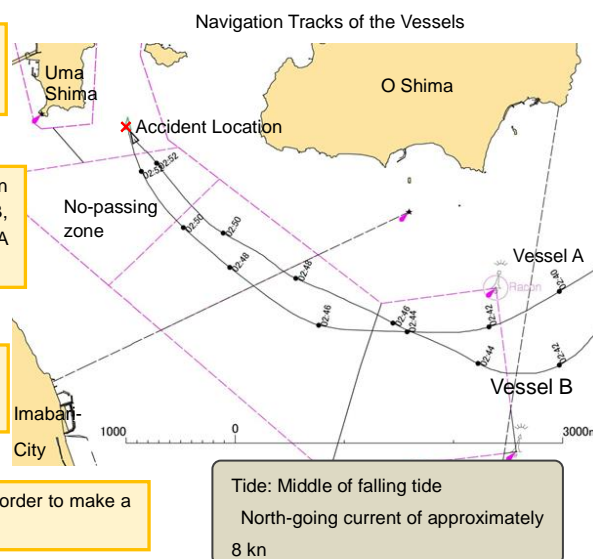 Navigation Tracks of the Vessels
Uma
Shima
O Shima
Accident Location
02:52
02:52
n
B,
A
No-passing
zone
02:50
02:50
02:48
02:48
Vessel A
02:40
Racon
02:46
02:46
02:44
02:42
02:44
02:42
Vessel B
Imabari-
City
1000
0
3000m
order to make a
Tide: Middle of falling tide
North-going current of approximately
8 kn